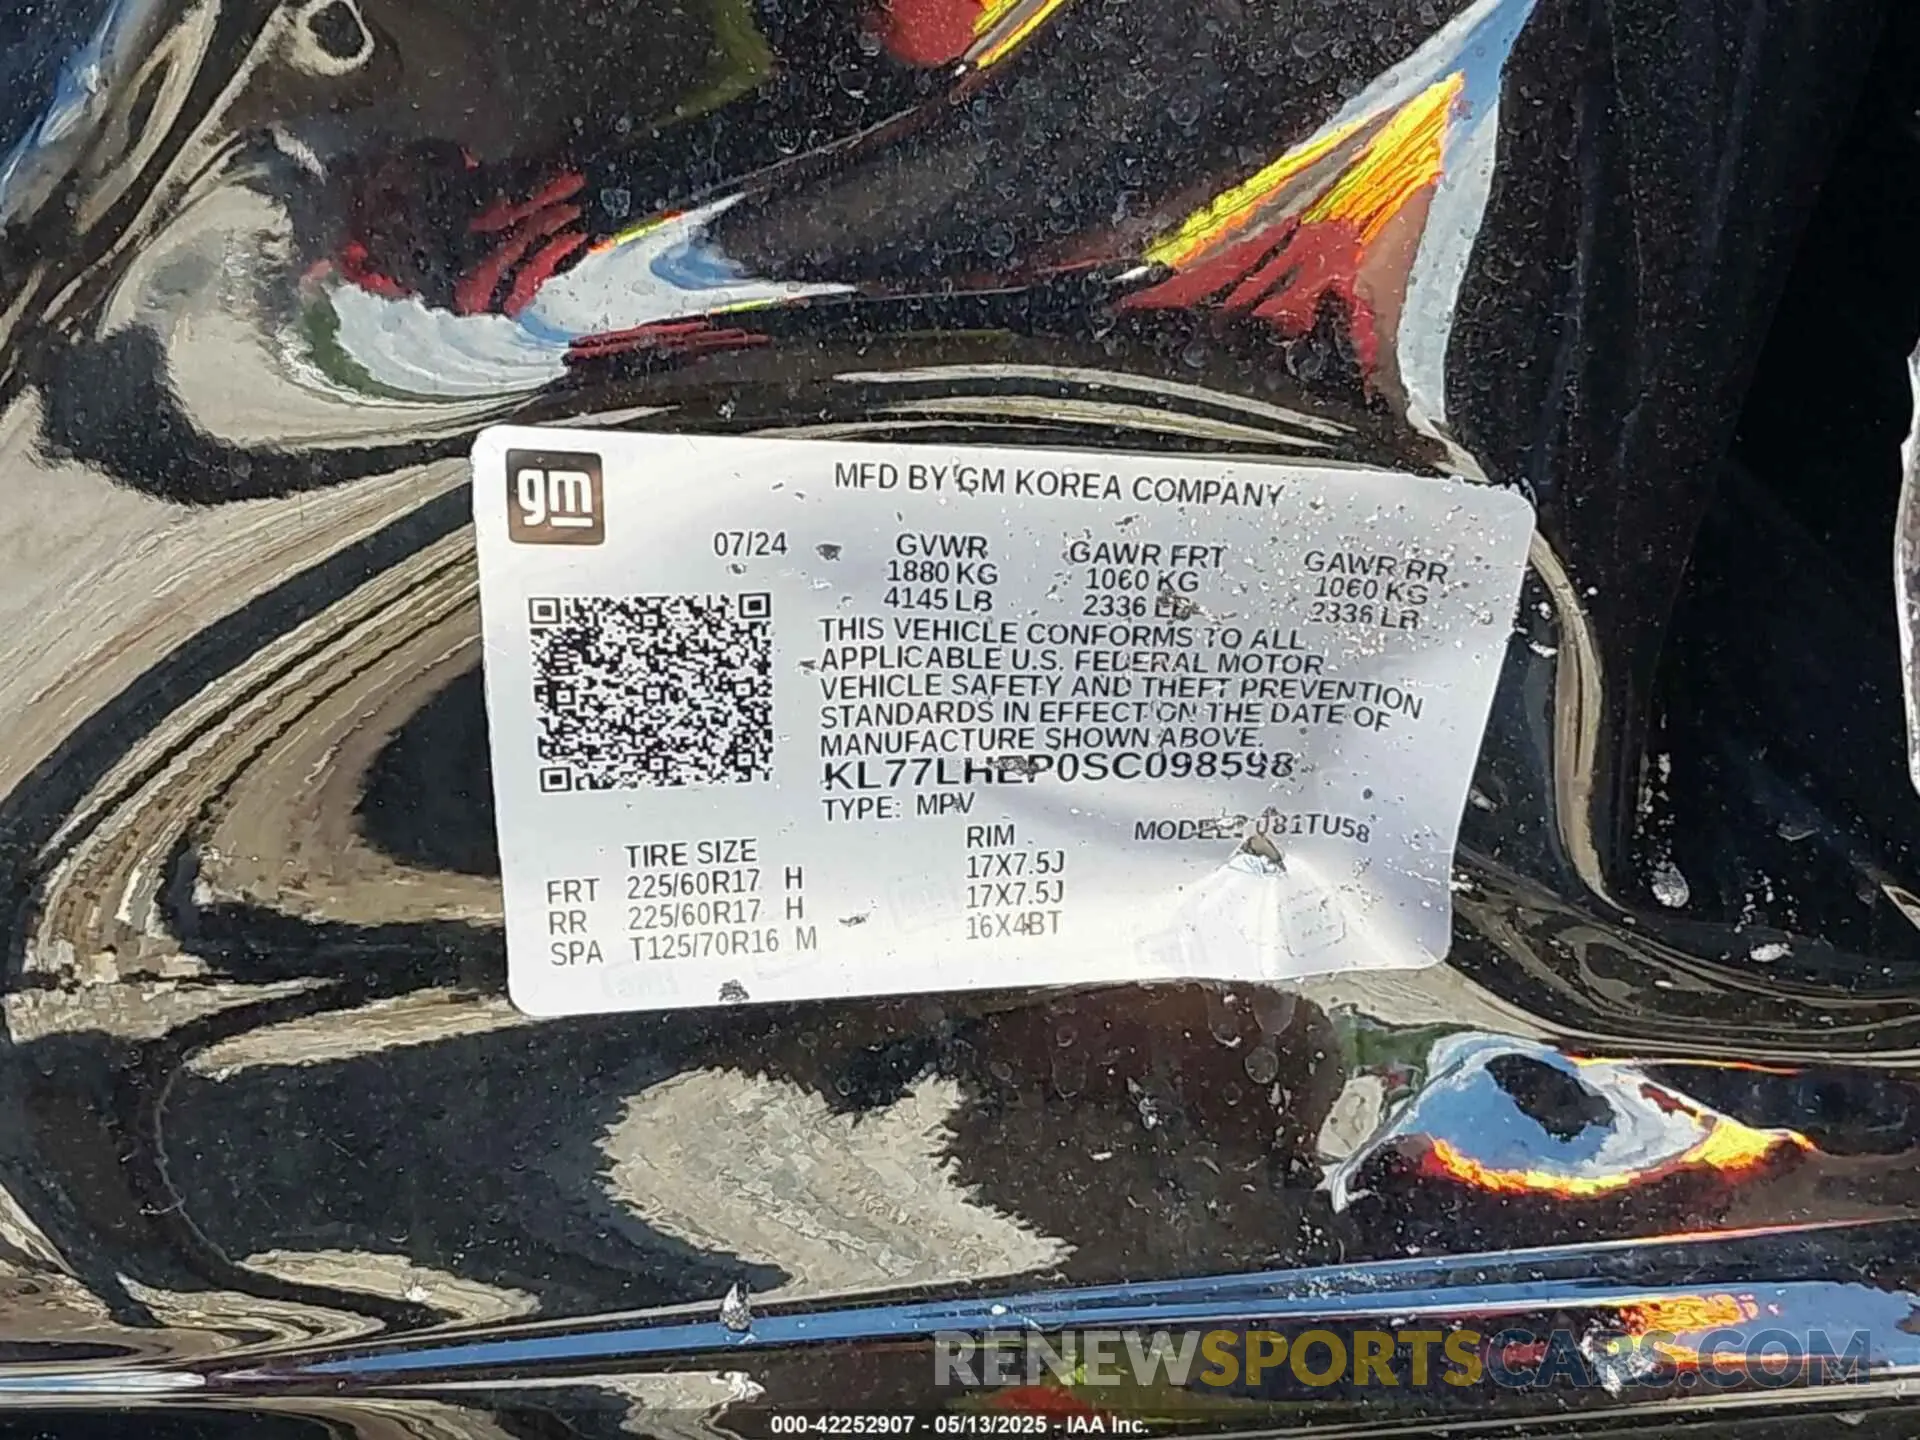 gm
MFD BY GM KOREA COMPANY
07/24
GVWR GAWR FRT GAWR RR
1880 KG 1060 KG 1060 KG
4145 LB 2336 LB 2336 LB
THIS VEHICLE CONFORMS TO ALL
APPLICABLE U.S. FEDERAL MOTOR
VEHICLE SAFETY AND THEFT PREVENTION
STANDARDS IN EFFECT ON THE DATE OF
MANUFACTURE SHOWN ABOVE.
KL77LHEP0SC098598
TYPE: MPV
TIRE SIZE RIM MODEL:
FRT 225/60R17 H 17X7.5J
RR 225/60R17 H 17X7.5J
SPA T125/70R16 M 16X4BT
RENEWSPORTSCARS.COM
000-42252907 - 05/13/2025 - IAA Inc.